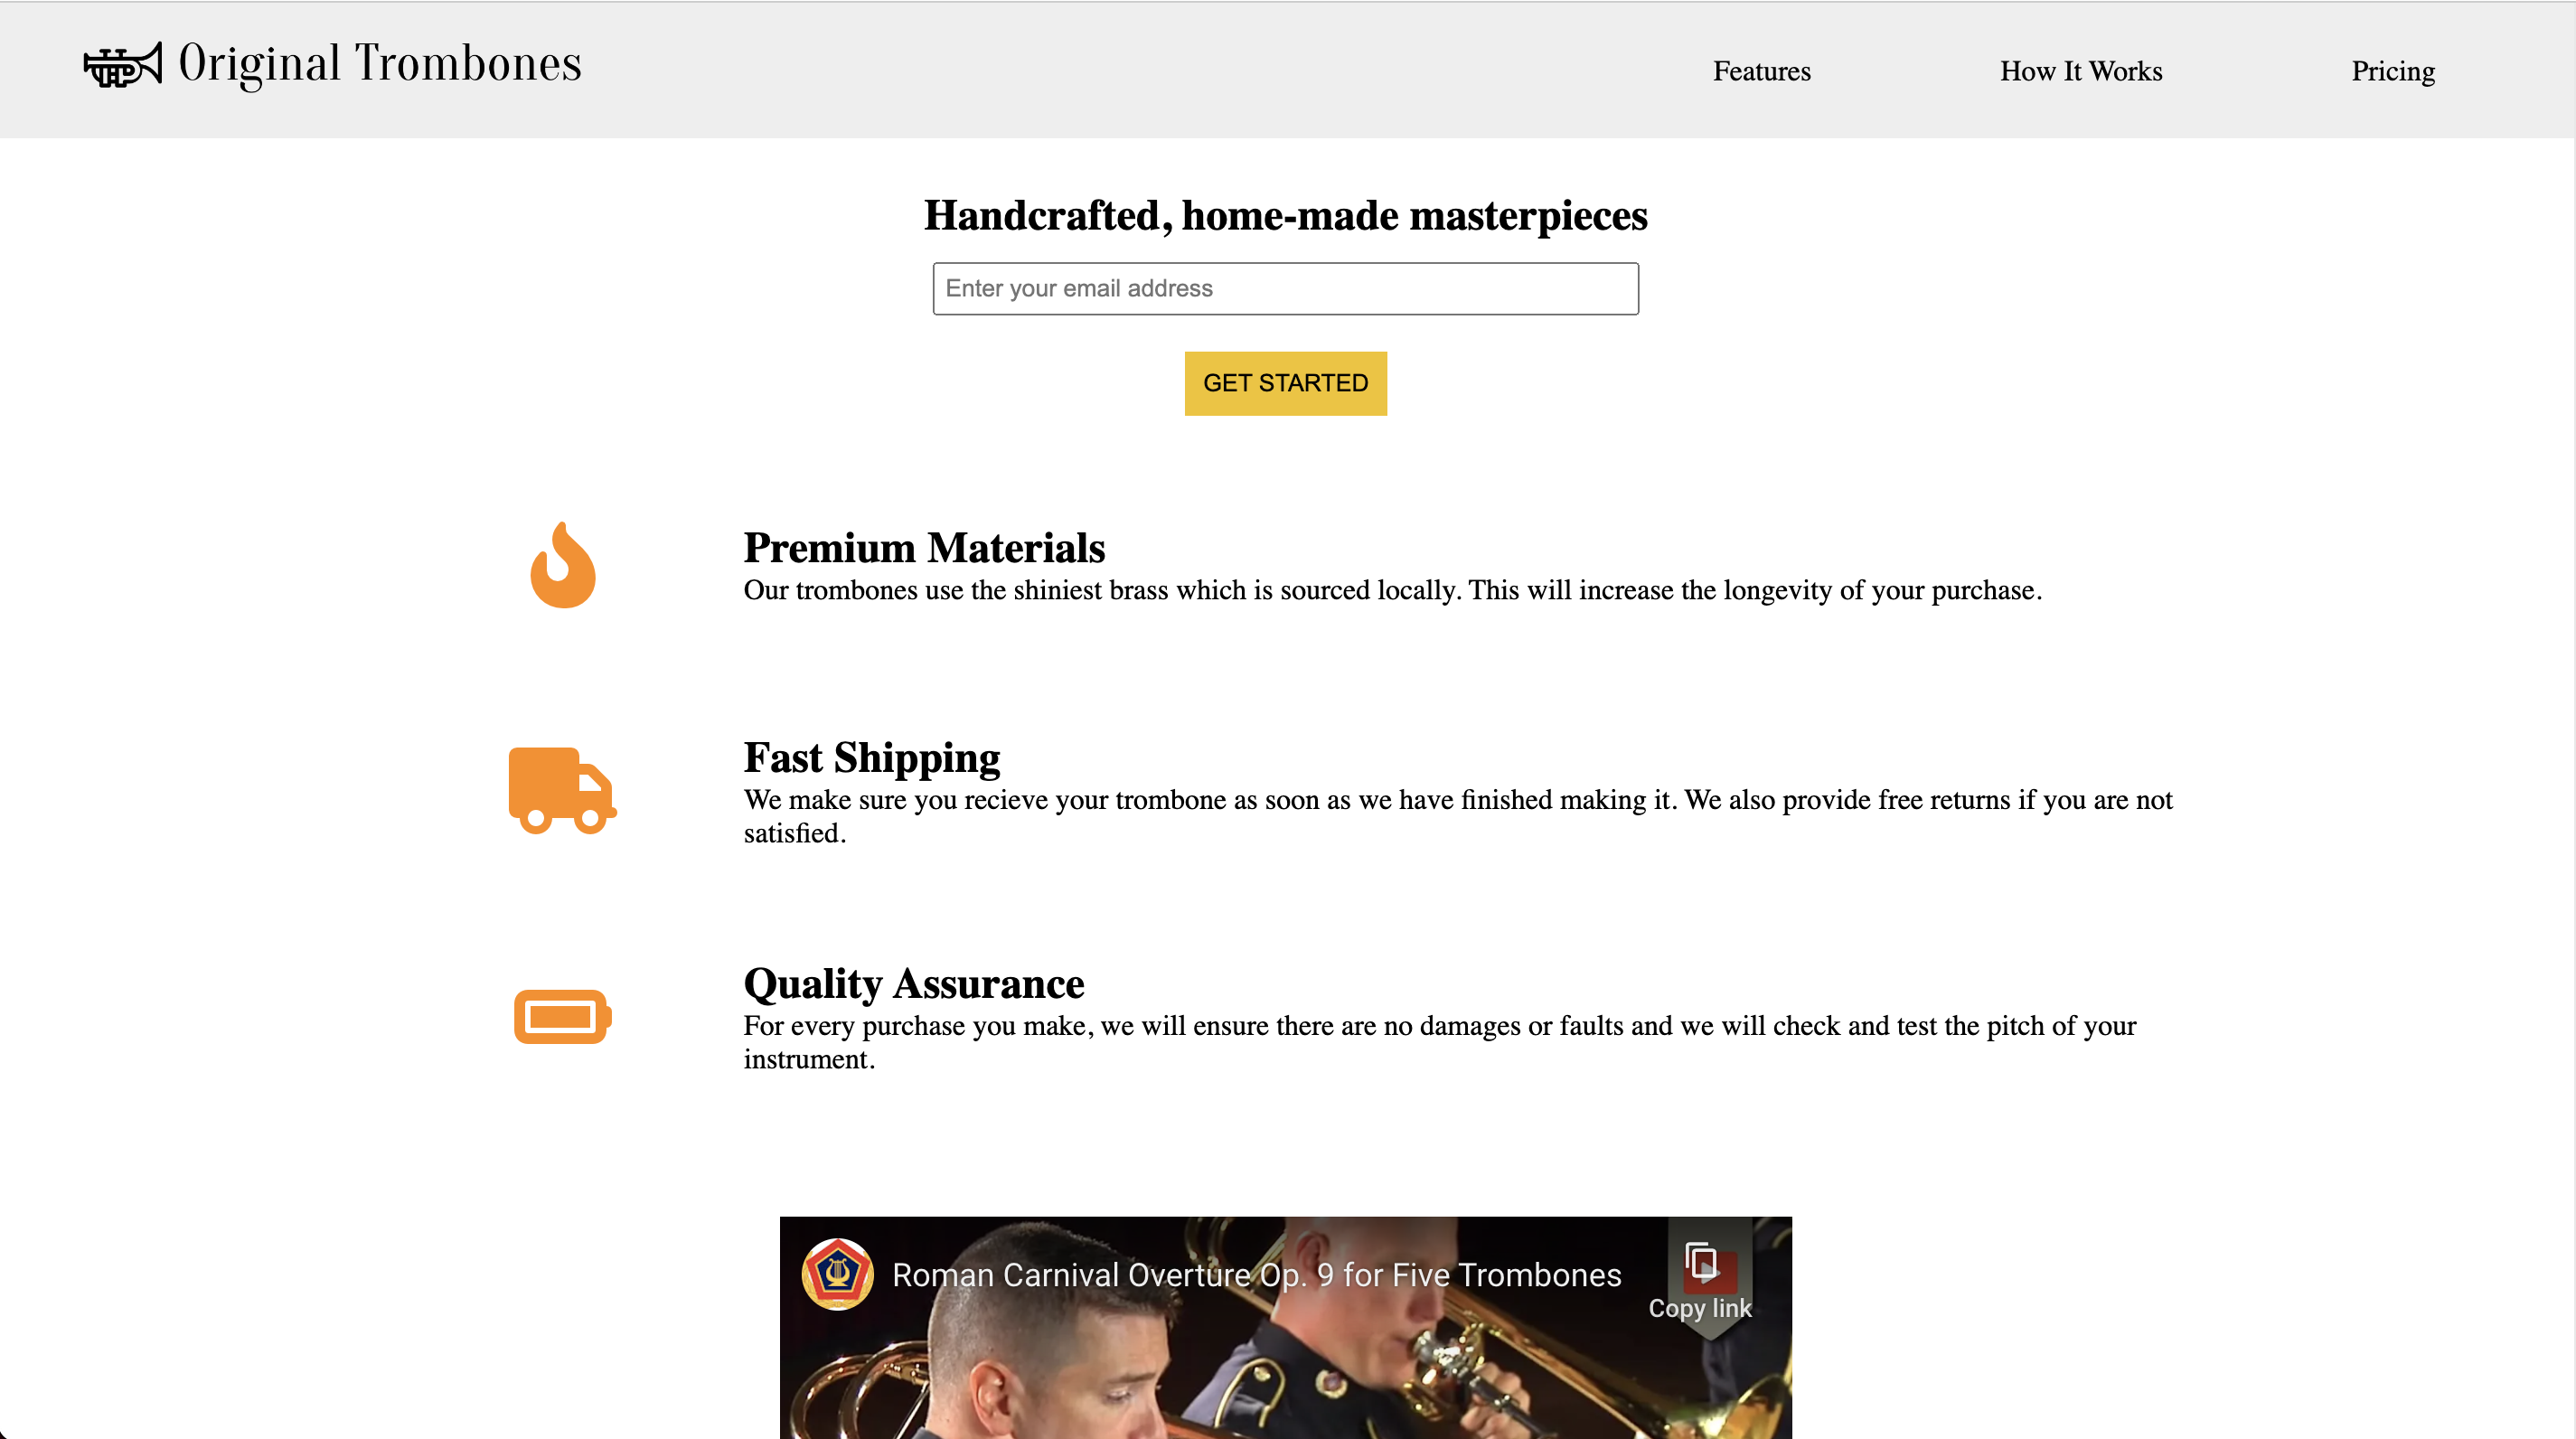 Original Trombones
Features
How It Works
Pricing
Handcrafted, home-made masterpieces
Enter your email address
GET STARTED
Premium Materials
Our trombones use the shiniest brass which is sourced locally. This will increase the longevity of your purchase.
Fast Shipping
We make sure you recieve your trombone as soon as we have finished making it. We also provide free returns if you are not
satisfied.
Quality Assurance
For every purchase you make, we will ensure there are no damages or faults and we will check and test the pitch of your
instrument.
Roman Carnival Overture Op. 9 for Five Trombones
Copy link